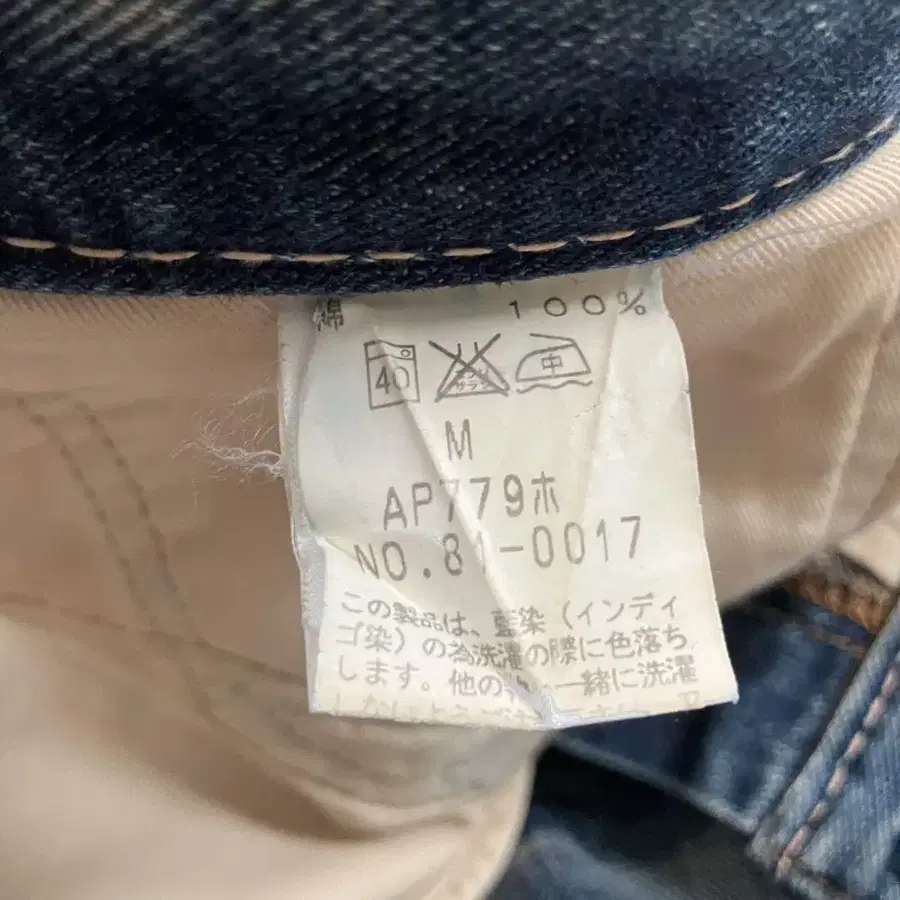 綿 100%
40 中
M
AP779ホ
NO.81-0017
この製品は、藍染(インディ
ゴ染)の為洗濯の際に色落ち
します。他の 一緒に洗濯